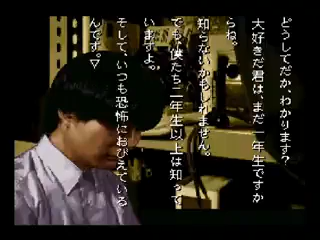 どうしてだか、わかります?
大好きだ君は、まだ一年生ですか
らね。
知らないかもしれません。
でも、僕たち二年生以上は知って
いますよ。
そして、いつも恐怖におびえている
んです。▽